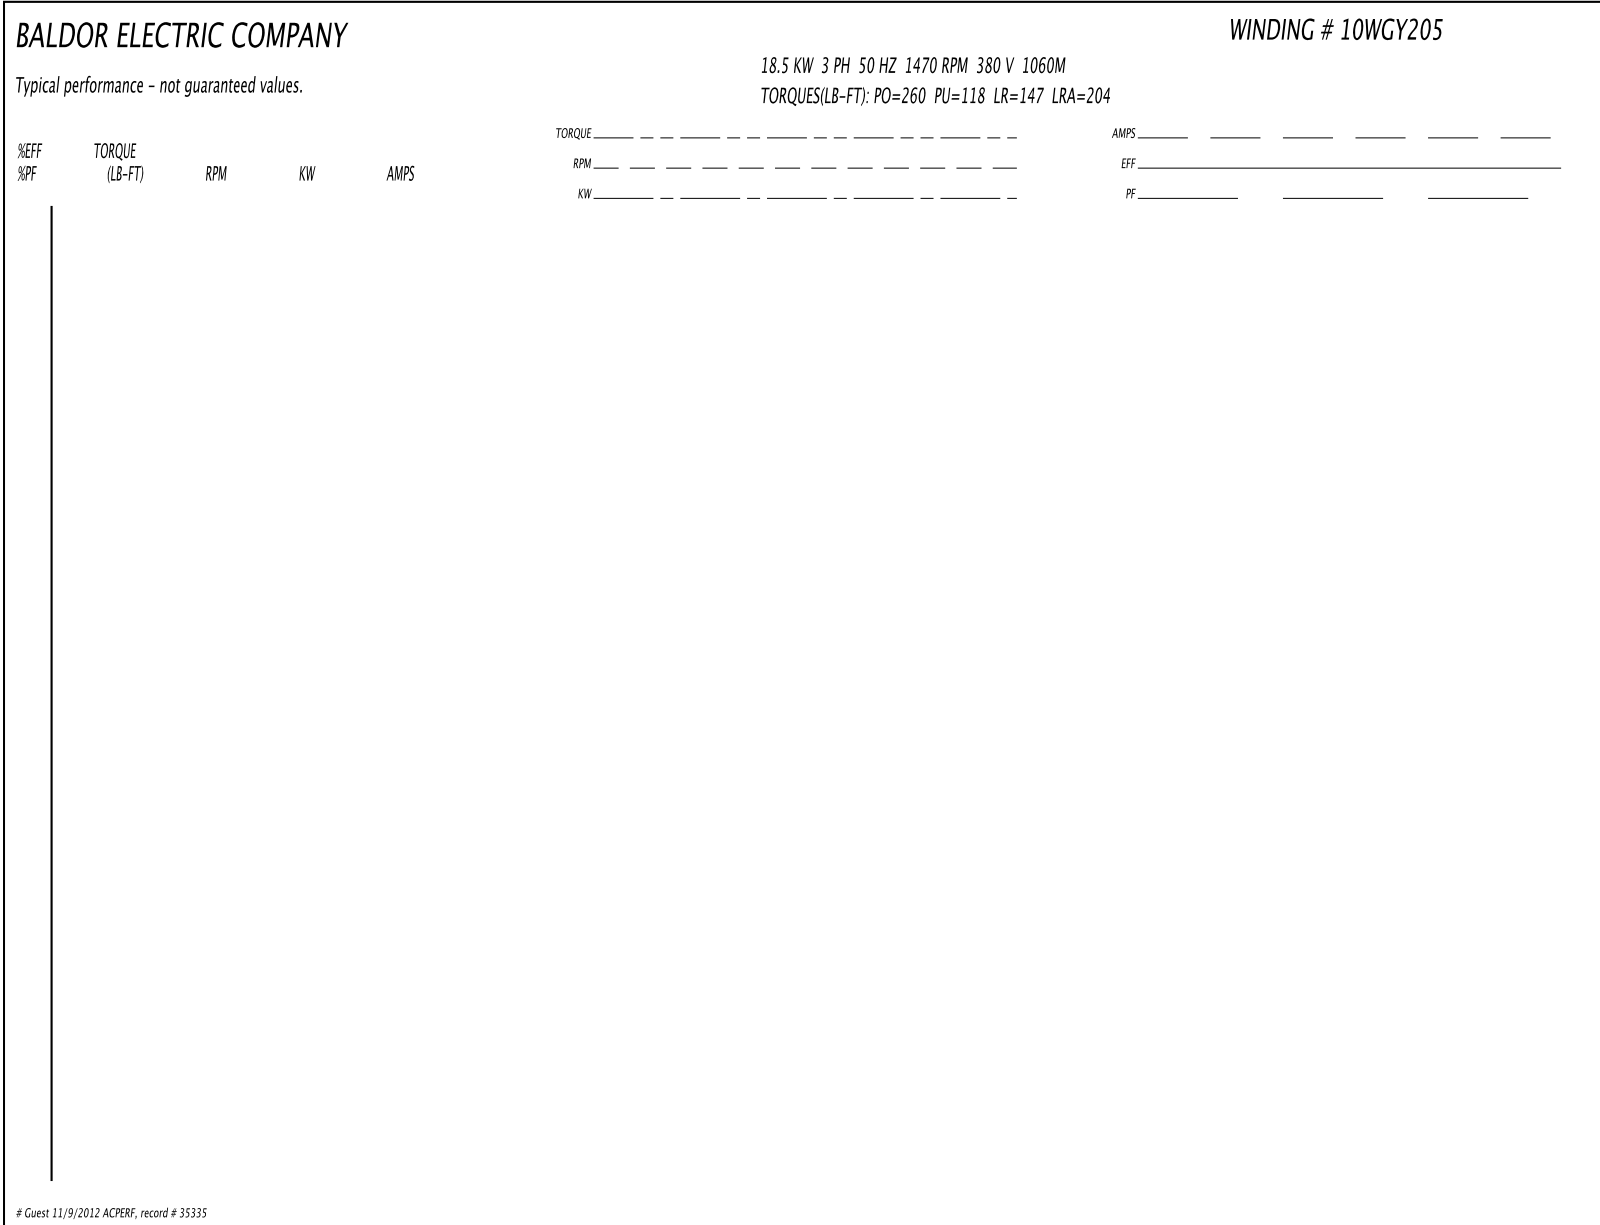 BALDOR ELECTRIC COMPANY
WINDING # 10WGY205
Typical performance – not guaranteed values.
18.5 KW 3 PH 50 HZ 1470 RPM 380 V 1060M
TORQUES(LB–FT): PO=260 PU=118 LR=147 LRA=204
TORQUE
AMPS
%EFF TORQUE
RPM
EFF
%PF (LB–FT) RPM KW AMPS
KW
PF
# Guest 11/9/2012 ACPERF, record # 35335